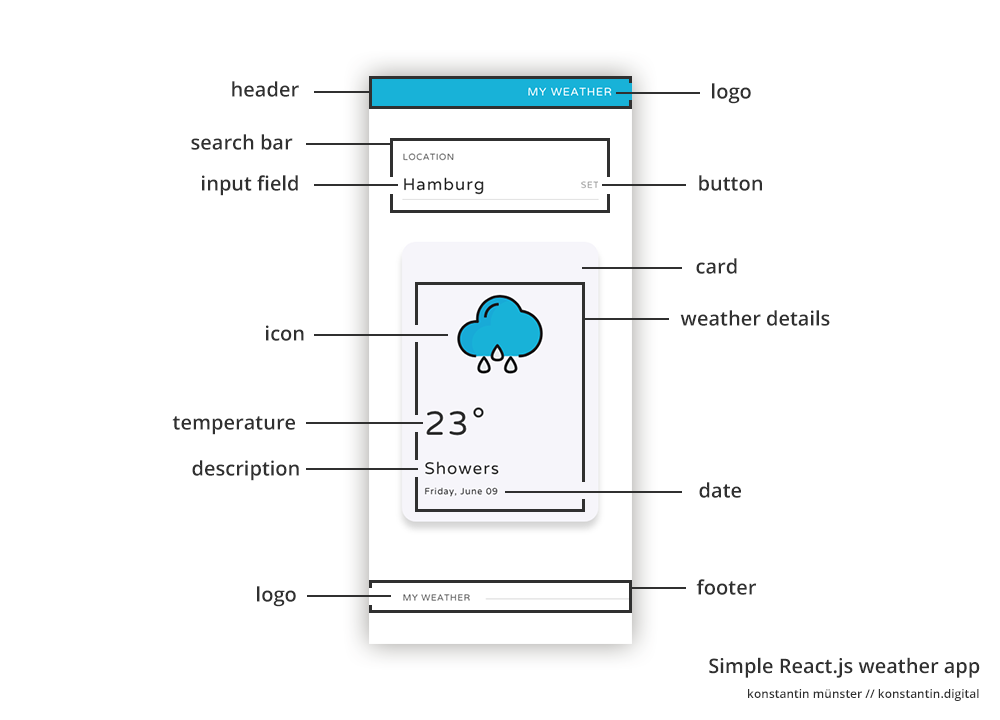 header
MY WEATHER
logo
search bar
LOCATION
input field
Hamburg
SET
button
card
weather details
icon
temperature
23°
description
Showers
Friday, June 09
date
logo
MY WEATHER
footer
Simple React.js weather app
konstantin münster // konstantin.digital